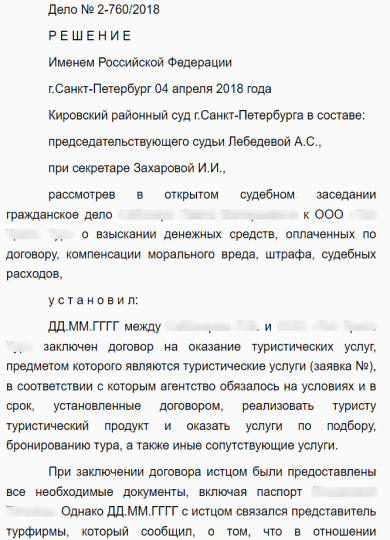 Дело № 2-760/2018
Р Е Ш Е Н И Е
Именем Российской Федерации
г.Санкт-Петербург 04 апреля 2018 года
Кировский районный суд г.Санкт-Петербурга в составе:
председательствующего судьи Лебедевой А.С.,
при секретаре Захаровой И.И.,
рассмотрев в открытом судебном заседании
гражданское дело к ООО
о взыскании денежных средств, оплаченных по
договору, компенсации морального вреда, штрафа, судебных
расходов,
у с т а н о в и л:
ДД.ММ.ГГГГ между и
заключен договор на оказание туристических услуг,
предметом которого являются туристические услуги (заявка №),
в соответствии с которым агентство обязалось на условиях и в
срок, установленные договором, реализовать туристу
туристический продукт и оказать услуги по подбору,
бронированию тура, а также иные сопутствующие услуги.
При заключении договора истцом были предоставлены
все необходимые документы, включая паспорт
Однако ДД.ММ.ГГГГ с истцом связался представитель
турфирмы, который сообщил, о том, что в отношении